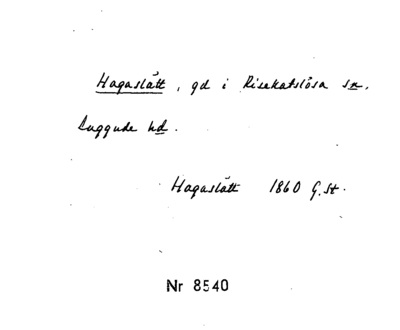 Hagaslätt, gd i Risekatslösa sn.
Luggude hd.
Hagaslätt 1860 G.St.
Nr 8540